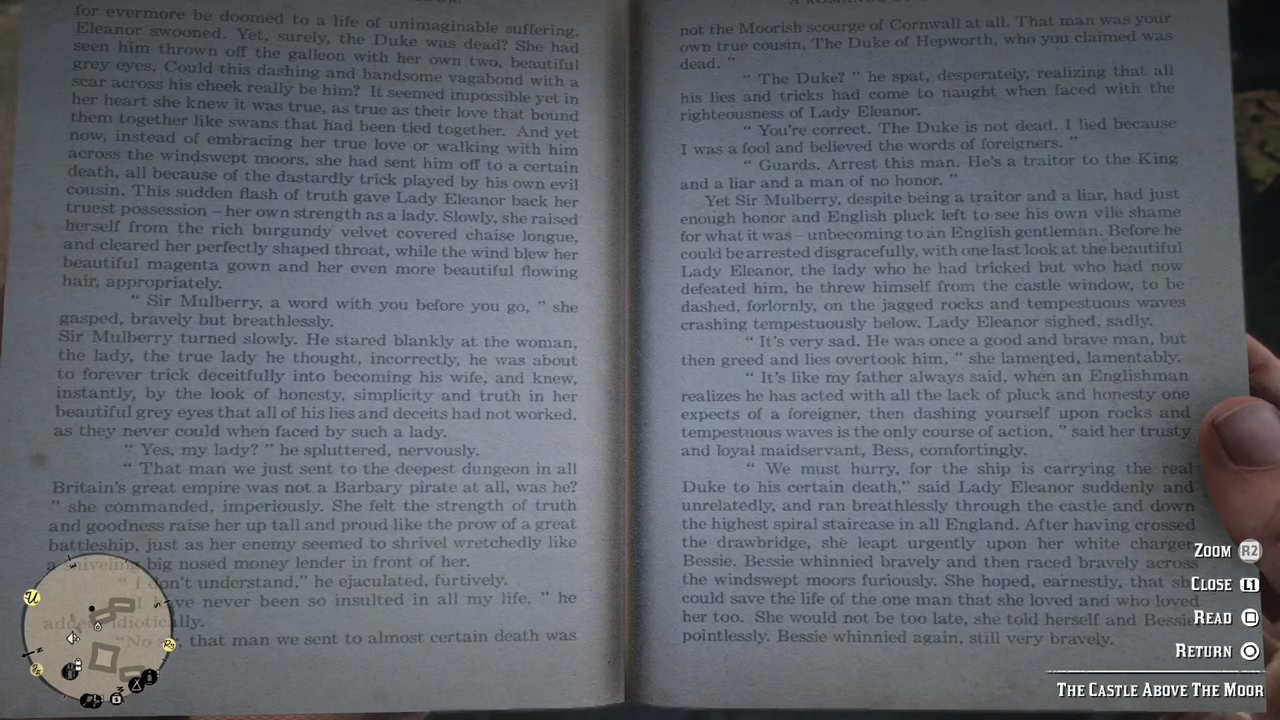 for evermore be doomed to a life of unimaginable suffering.
Eleanor swooned. Yet, surely, the Duke was dead? She had
seen him thrown off the galleon with her own two, beautiful
grey eyes. Could this dashing and handsome vagabond with a
scar across his cheek really be him? It seemed impossible yet in
her heart she knew it was true, as true as their love that bound
them together like swans that had been tied together. And yet
now, instead of embracing her true love or walking with him
across the windswept moors, she had sent him off to a certain
death, all because of the dastardly trick played by his own evil
cousin. This sudden flash of truth gave Lady Eleanor back her
truest possession – her own strength as a lady. Slowly, she raised
herself from the rich burgundy velvet covered chaise longue,
and cleared her perfectly shaped throat, while the wind blew her
beautiful magenta gown and her even more beautiful flowing
hair, appropriately.
“ Sir Mulberry, a word with you before you go, ” she
gasped, bravely but breathlessly.
Sir Mulberry turned slowly. He stared blankly at the woman,
the lady, the true lady he thought, incorrectly, he was about
to forever trick deceitfully into becoming his wife, and knew,
instantly, by the look of honesty, simplicity and truth in her
beautiful grey eyes that all of his lies and deceits had not worked,
as they never could when faced by such a lady.
“ Yes, my lady? ” he spluttered, nervously.
“ That man we just sent to the deepest dungeon in all
Britain's great empire was not a Barbary pirate at all, was he?
” she commanded, imperiously. She felt the strength of truth
and goodness raise her up tall and proud like the prow of a great
battleship, just as her enemy seemed to shrivel wretchedly like
a big nosed money lender in front of her.
“ I don't understand,” he ejaculated, furtively.
never been so insulted in all my life, ” he
added idiotically.
“No that man we sent to almost certain death was
not the Moorish scourge of Cornwall at all. That man was your
own true cousin, The Duke of Hepworth, who you claimed was
dead. ”
“ The Duke? ” he spat, desperately, realizing that all
his lies and tricks had come to naught when faced with the
righteousness of Lady Eleanor.
“ You're correct. The Duke is not dead. I lied because
I was a fool and believed the words of foreigners. ”
“ Guards. Arrest this man. He's a traitor to the King
and a liar and a man of no honor. ”
Yet Sir Mulberry, despite being a traitor and a liar, had just
enough honor and English pluck left to see his own vile shame
for what it was – unbecoming to an English gentleman. Before he
could be arrested disgracefully, with one last look at the beautiful
Lady Eleanor, the lady who he had tricked but who had now
defeated him, he threw himself from the castle window, to be
dashed, forlornly, on the jagged rocks and tempestuous waves
crashing tempestuously below. Lady Eleanor sighed, sadly.
“ It's very sad. He was once a good and brave man, but
then greed and lies overtook him, ” she lamented, lamentably.
“ It's like my father always said, when an Englishman
realizes he has acted with all the lack of pluck and honesty one
expects of a foreigner, then dashing yourself upon rocks and
tempestuous waves is the only course of action, ” said her trusty
and loyal maidservant, Bess, comfortingly.
“ We must hurry, for the ship is carrying the real
Duke to his certain death,” said Lady Eleanor suddenly and
unrelatedly, and ran breathlessly through the castle and down
the highest spiral staircase in all England. After having crossed
the drawbridge, she leapt urgently upon her white charger
Bessie. Bessie whinnied bravely and then raced bravely across
the windswept moors furiously. She hoped, earnestly, that she
could save the life of the one man that she loved and who loved
her too. She would not be too late, she told herself and Bessie
pointlessly. Bessie whinnied again, still very bravely.
ZOOM R2
CLOSE L1
READ
RETURN
THE CASTLE ABOVE THE MOOR